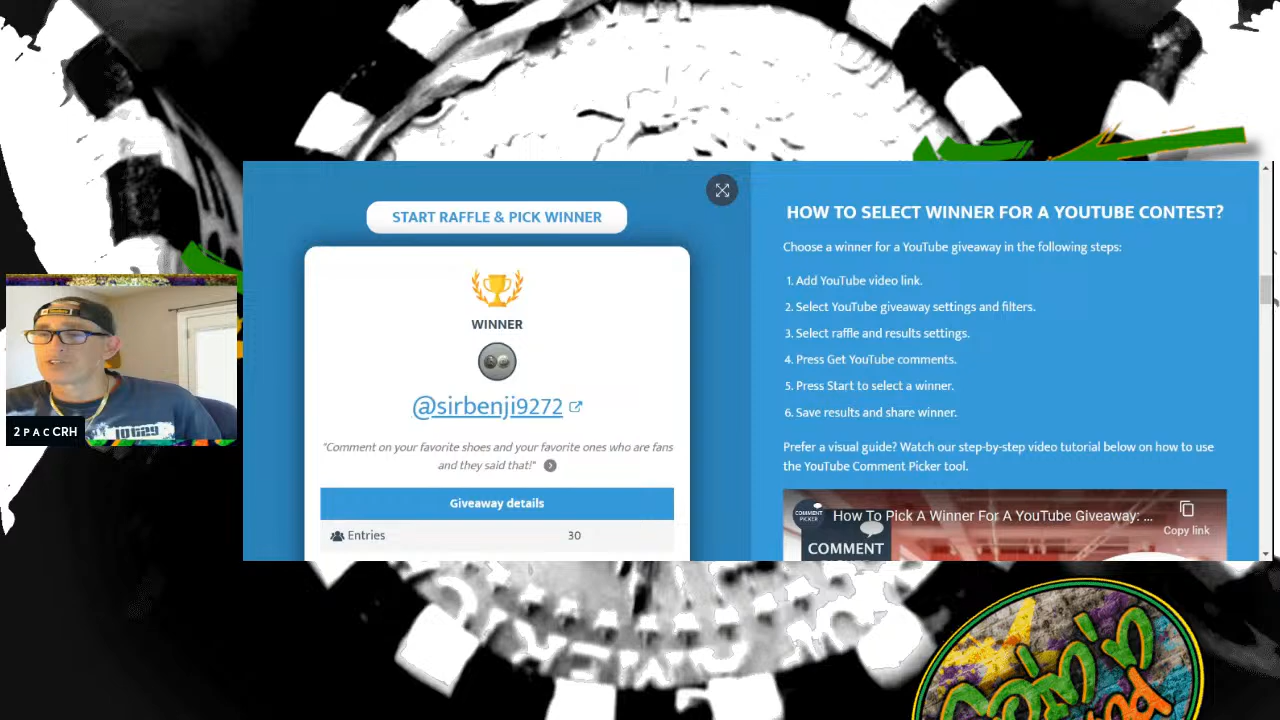 START RAFFLE & PICK WINNER
WINNER
@sirbenji9272
"Comment on your favorite shoes and your favorite ones who are fans
and they said that!"
Giveaway details
Entries 30
HOW TO SELECT WINNER FOR A YOUTUBE CONTEST?
Choose a winner for a YouTube giveaway in the following steps:
1. Add YouTube video link.
2. Select YouTube giveaway settings and filters.
3. Select raffle and results settings.
4. Press Get YouTube comments.
5. Press Start to select a winner.
6. Save results and share winner.
Prefer a visual guide? Watch our step-by-step video tutorial below on how to use
the YouTube Comment Picker tool.
COMMENT
PICKER
How To Pick A Winner For A YouTube Giveaway: ...
Copy link
COMMENT
2 P A C CRH